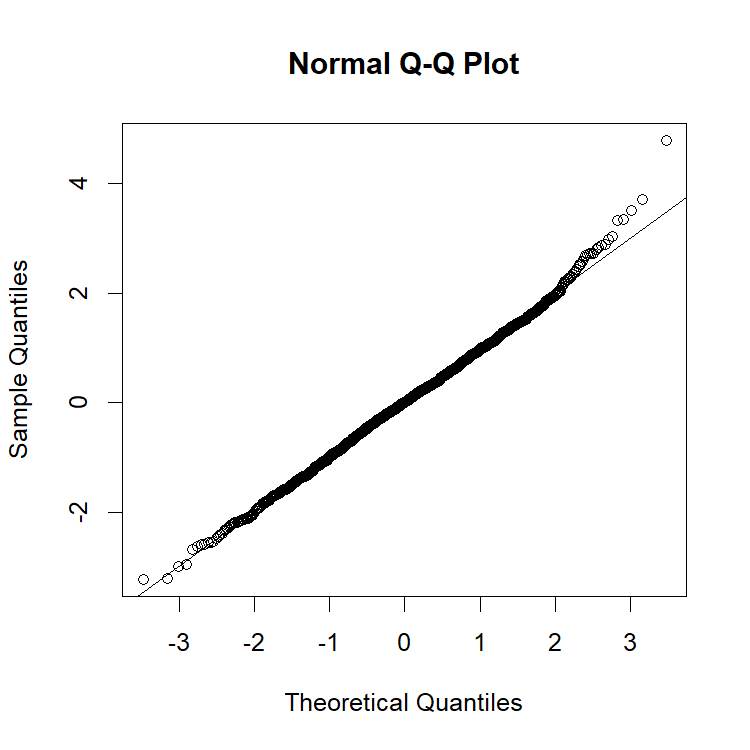 Normal Q-Q Plot
4
2
0
-2
Sample Quantiles
-3 -2 -1 0 1 2 3
Theoretical Quantiles